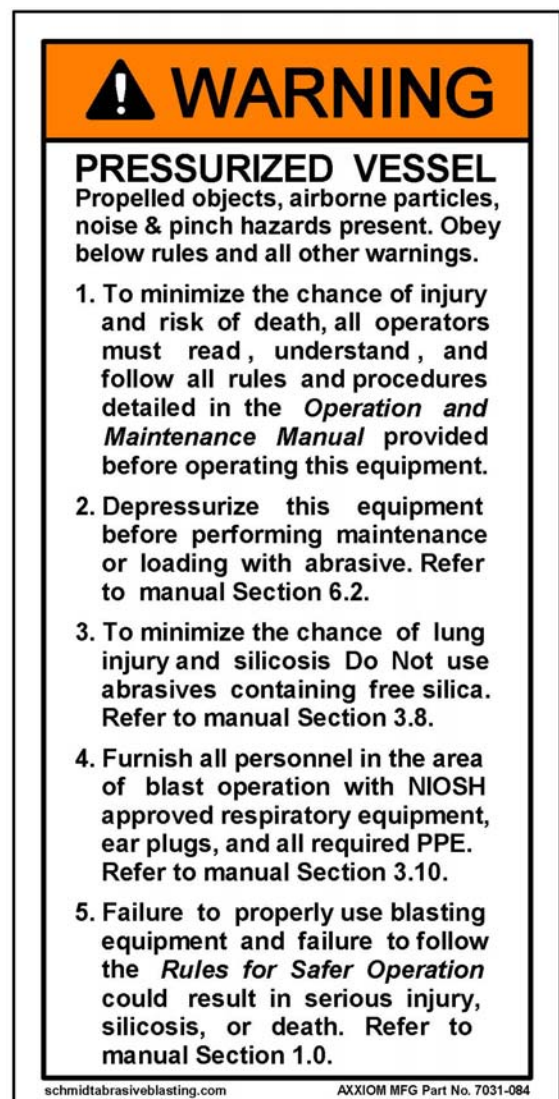 WARNING
PRESSURIZED VESSEL
Propelled objects, airborne particles,
noise & pinch hazards present. Obey
below rules and all other warnings.
1. To minimize the chance of injury
and risk of death, all operators
must read , understand , and
follow all rules and procedures
detailed in the Operation and
Maintenance Manual provided
before operating this equipment.
2. Depressurize this equipment
before performing maintenance
or loading with abrasive. Refer
to manual Section 6.2.
3. To minimize the chance of lung
injury and silicosis Do Not use
abrasives containing free silica.
Refer to manual Section 3.8.
4. Furnish all personnel in the area
of blast operation with NIOSH
approved respiratory equipment,
ear plugs, and all required PPE.
Refer to manual Section 3.10.
5. Failure to properly use blasting
equipment and failure to follow
the Rules for Safer Operation
could result in serious injury,
silicosis, or death. Refer to
manual Section 1.0.
schmidtabrasiveblasting.com AXXIOM MFG Part No. 7031-084